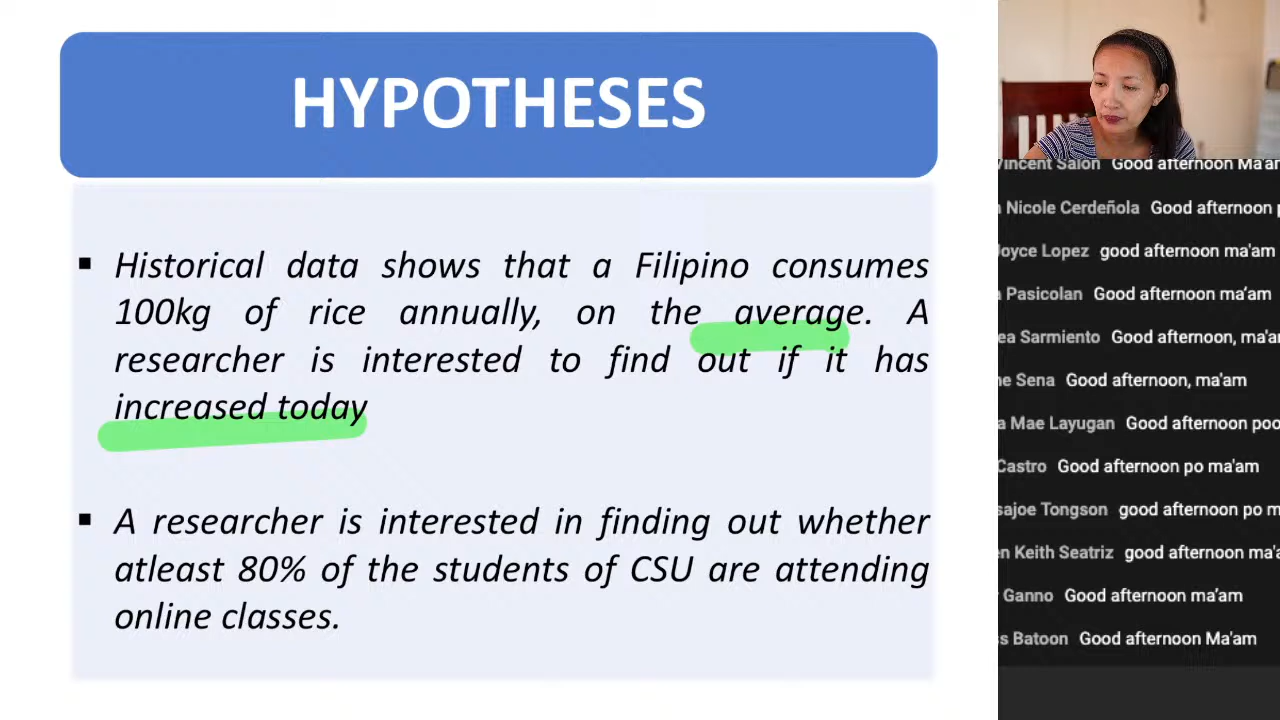 HYPOTHESES
▪ Historical data shows that a Filipino consumes
100kg of rice annually, on the average. A
researcher is interested to find out if it has
increased today
▪ A researcher is interested in finding out whether
atleast 80% of the students of CSU are attending
online classes.
Vincent Salon Good afternoon Ma'am
Nicole Cerdeñola Good afternoon
Joyce Lopez good afternoon ma'am
Pasicolan Good afternoon ma'am
Sarmiento Good afternoon, ma'am
Sena Good afternoon, ma'am
Mae Layugan Good afternoon poo
Castro Good afternoon po ma'am
Tongson good afternoon po
Keith Seatriz good afternoon
Ganno Good afternoon ma'am
Batoon Good afternoon Ma'am